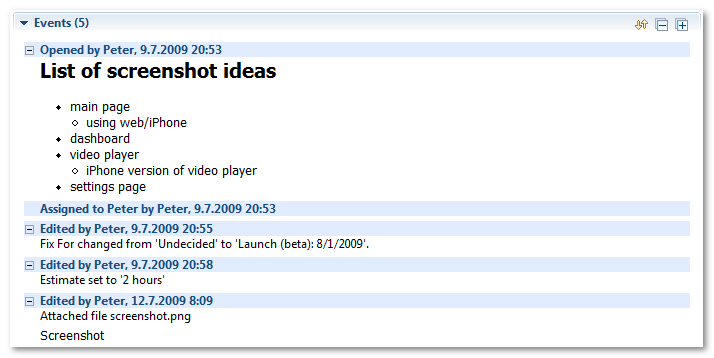 Events (5)
Opened by Peter, 9.7.2009 20:53
List of screenshot ideas
main page
using web/iPhone
dashboard
video player
iPhone version of video player
settings page
Assigned to Peter by Peter, 9.7.2009 20:53
Edited by Peter, 9.7.2009 20:55
Fix For changed from 'Undecided' to 'Launch (beta): 8/1/2009'.
Edited by Peter, 9.7.2009 20:58
Estimate set to '2 hours'
Edited by Peter, 12.7.2009 8:09
Attached file screenshot.png
Screenshot